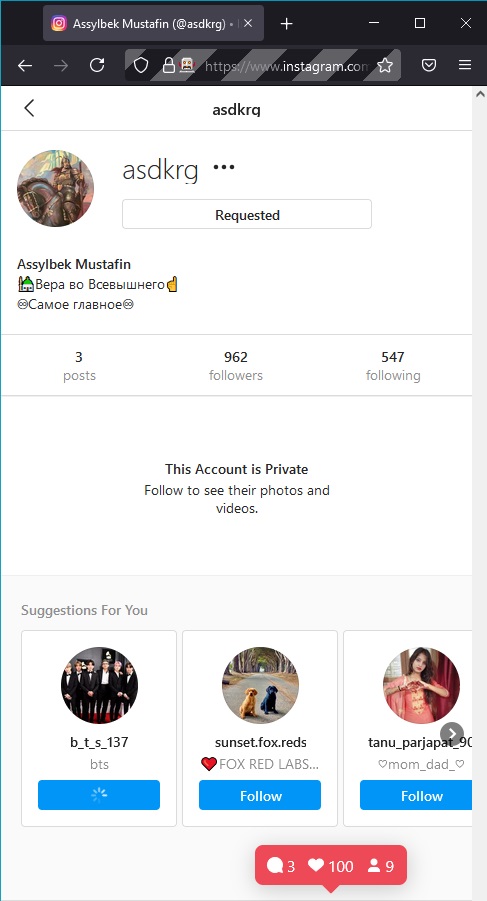 Assylbek Mustafin (@asdkrg) •
https://www.instagram.com
asdkrg
asdkrg
Requested
Assylbek Mustafin
🕌Вера во Всевышнего☝
♾Самое главное♾
3
posts
962
followers
547
following
This Account is Private
Follow to see their photos and
videos.
Suggestions For You
b_t_s_137
bts
sunset.fox.reds
❤️FOX RED LABS...
Follow
tanu_parjapat_90
♡mom_dad_♡
Follow
3 100 9